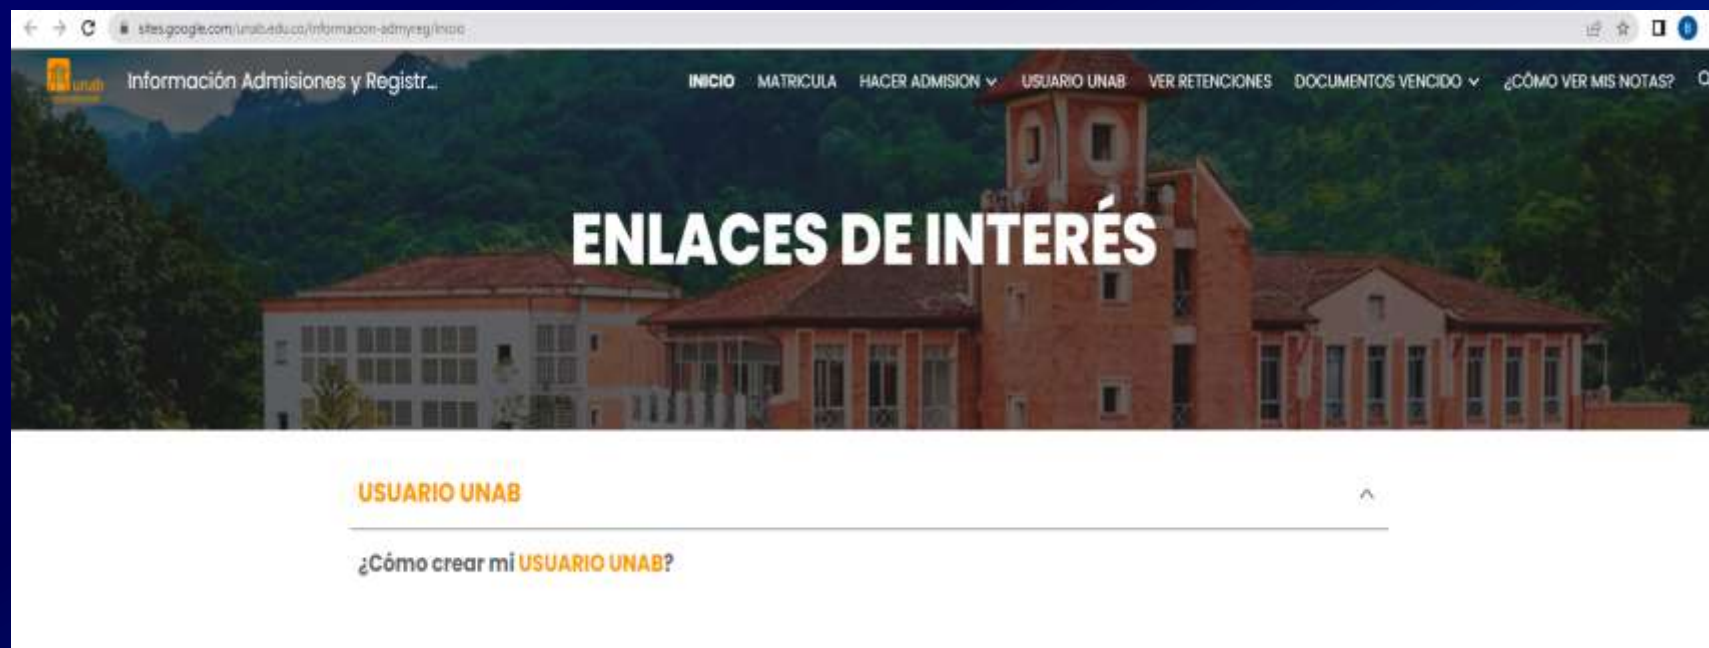 sites.google.com/unab.edu.co/informacion-admyreg/inicio
unab
Información Admisiones y Registr...
INICIO
MATRICULA
HACER ADMISION
USUARIO UNAB
VER RETENCIONES
DOCUMENTOS VENCIDO
¿CÓMO VER MIS NOTAS?
ENLACES DE INTERÉS
USUARIO UNAB
¿Cómo crear mi USUARIO UNAB?